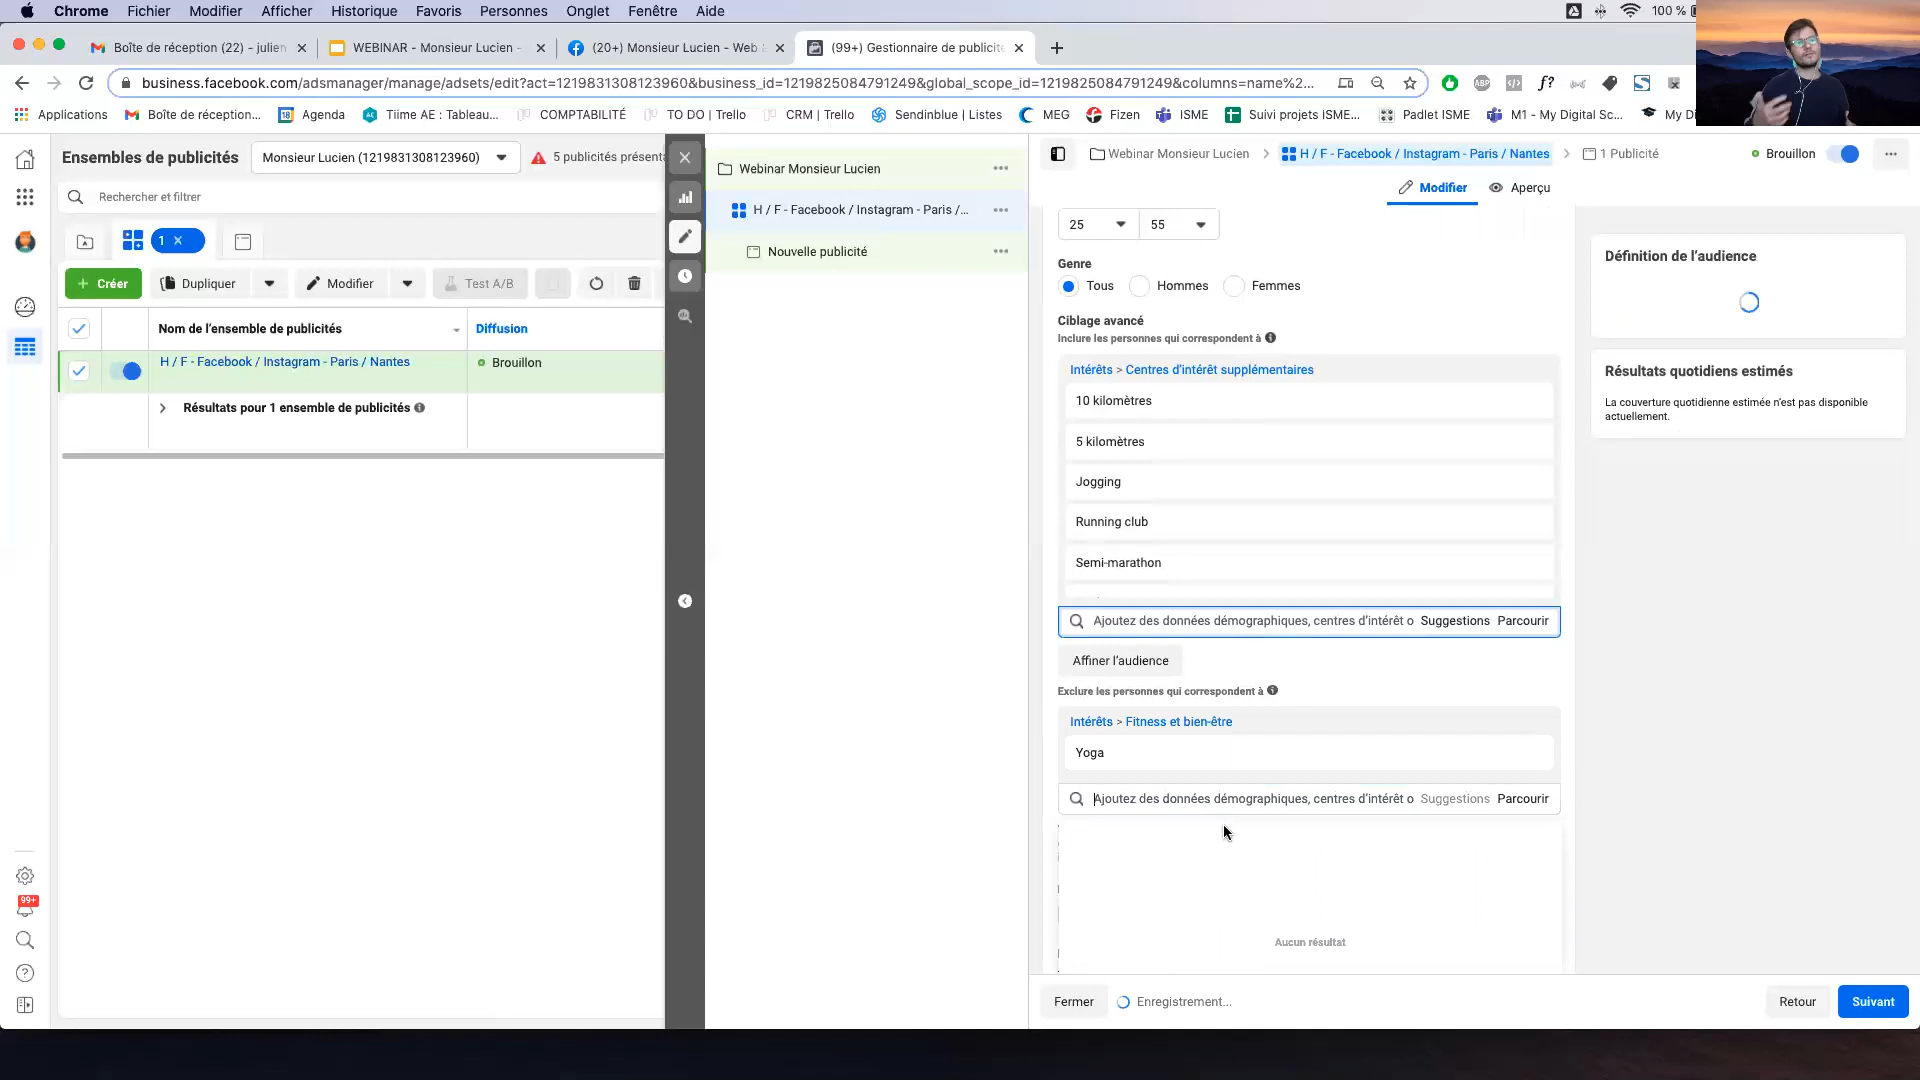 Chrome Fichier Modifier Afficher Historique Favoris Personnes Onglet Fenêtre Aide 100 %
Boîte de réception (22) - julien
WEBINAR - Monsieur Lucien -
(20+) Monsieur Lucien - Web
(99+) Gestionnaire de publicité
business.facebook.com/adsmanager/manage/adsets/edit?act=1219831308123960&business_id=1219825084791249&global_scope_id=1219825084791249&columns=name%2...
Applications
Boîte de réception...
Agenda
Tiime AE : Tableau...
COMPTABILITÉ
TO DO | Trello
CRM | Trello
Sendinblue | Listes
MEG
Fizen
ISME
Suivi projets ISME...
Padlet ISME
M1 - My Digital Sc...
My Di
Ensembles de publicités
Monsieur Lucien (1219831308123960)
5 publicités présent
Rechercher et filtrer
1
Créer
Dupliquer
Modifier
Test A/B
Nom de l'ensemble de publicités
Diffusion
H / F - Facebook / Instagram - Paris / Nantes
Brouillon
Résultats pour 1 ensemble de publicités
99+
Webinar Monsieur Lucien
H / F - Facebook / Instagram - Paris /...
Nouvelle publicité
Webinar Monsieur Lucien
H / F - Facebook / Instagram - Paris / Nantes
1 Publicité
Brouillon
Modifier
Aperçu
25
55
Genre
Tous
Hommes
Femmes
Ciblage avancé
Inclure les personnes qui correspondent à
Intérêts > Centres d'intérêt supplémentaires
10 kilomètres
5 kilomètres
Jogging
Running club
Semi-marathon
Ajoutez des données démographiques, centres d'intérêt o
Suggestions
Parcourir
Affiner l'audience
Exclure les personnes qui correspondent à
Intérêts > Fitness et bien-être
Yoga
Ajoutez des données démographiques, centres d'intérêt o
Suggestions
Parcourir
Aucun résultat
Fermer
Enregistrement...
Retour
Suivant
Définition de l'audience
Résultats quotidiens estimés
La couverture quotidienne estimée n'est pas disponible
actuellement.